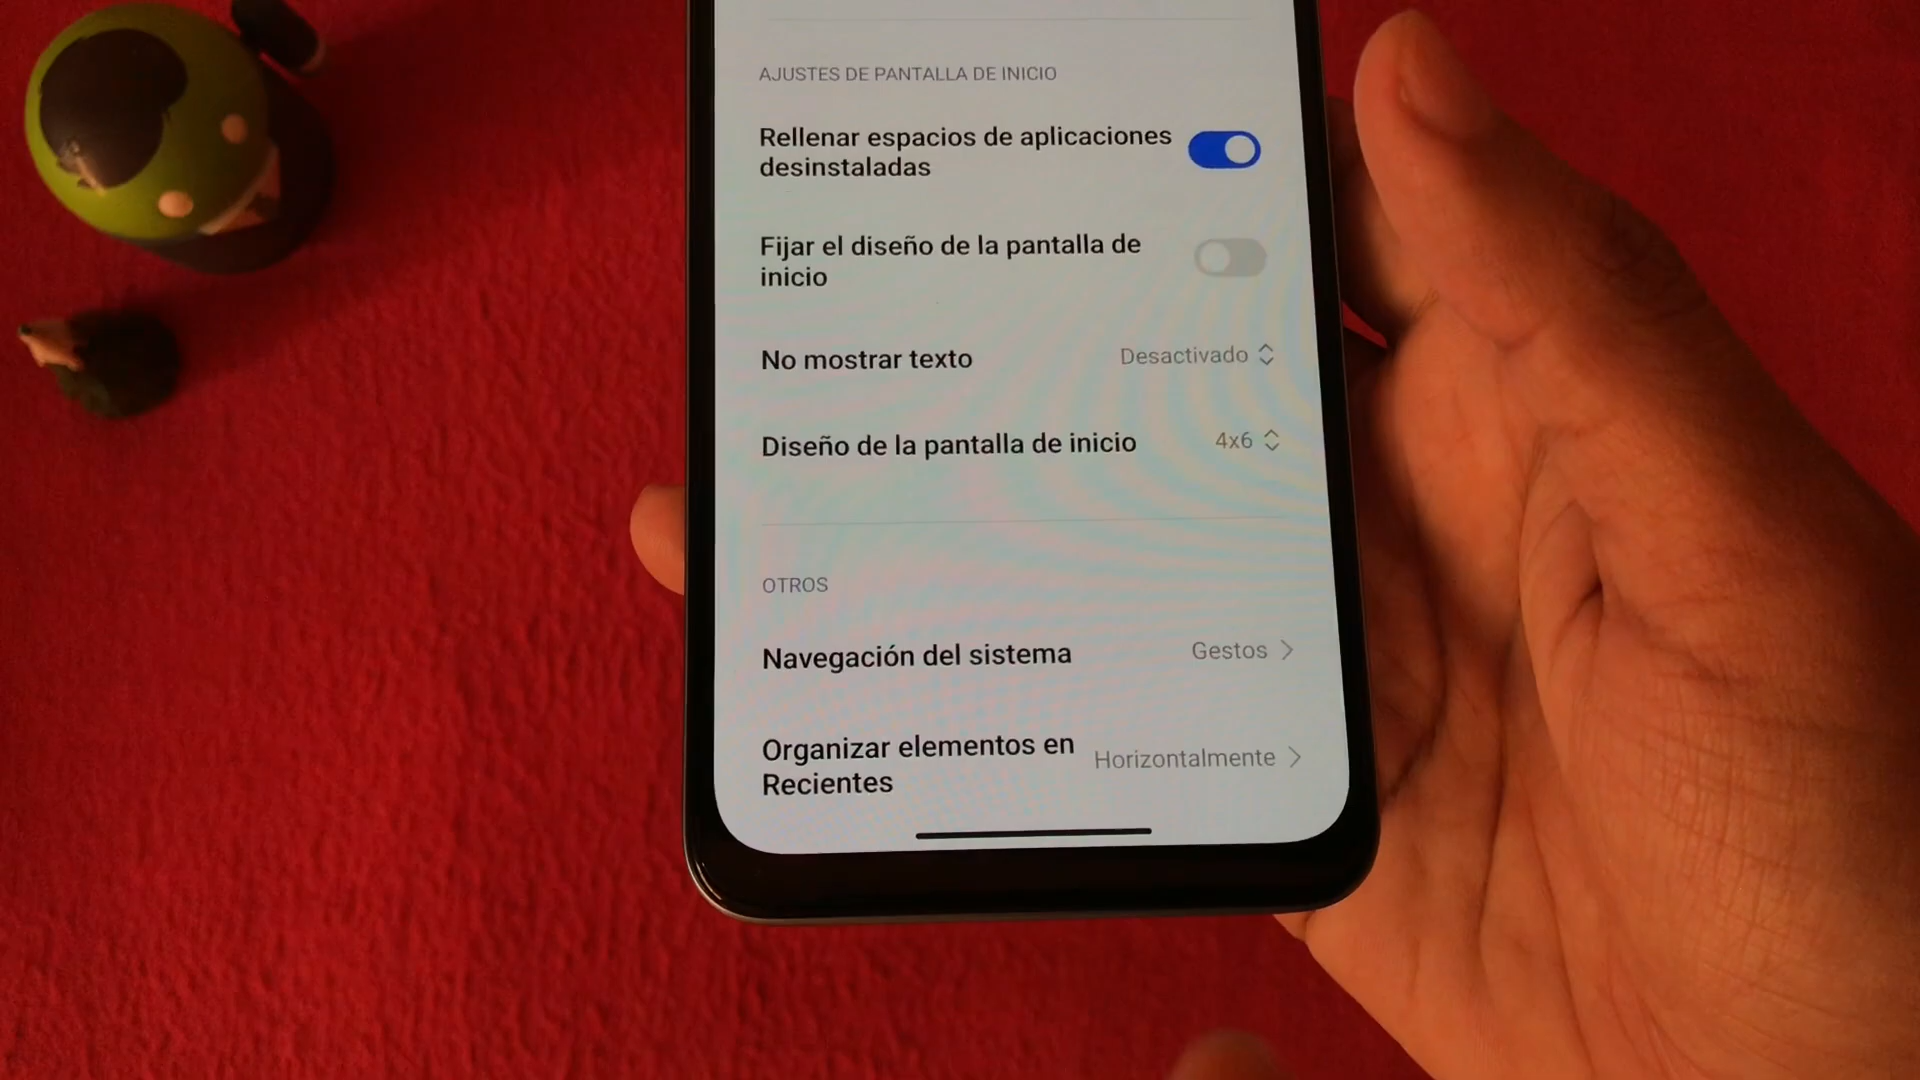 AJUSTES DE PANTALLA DE INICIO
Rellenar espacios de aplicaciones
desinstaladas
Fijar el diseño de la pantalla de
inicio
No mostrar texto Desactivado
Diseño de la pantalla de inicio 4x6
OTROS
Navegación del sistema Gestos
Organizar elementos en
Recientes Horizontalmente